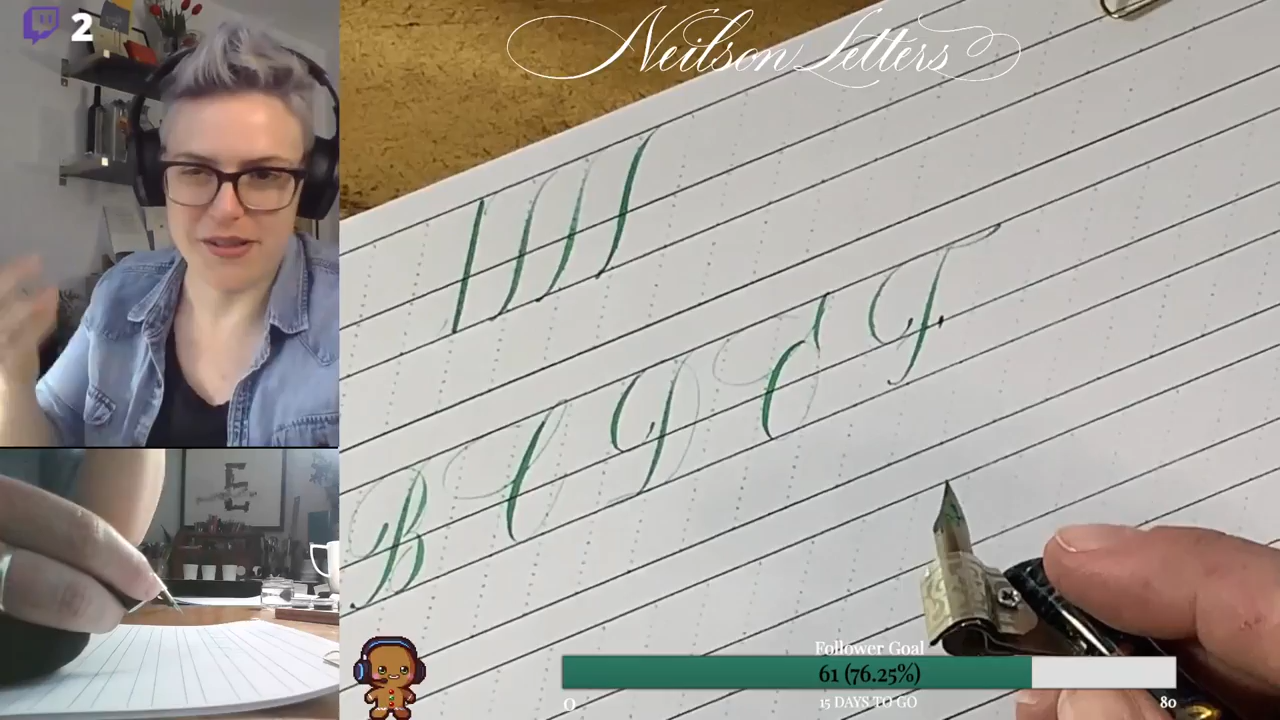 2
Neilson Letters
B C D E T
E
Follower Goal
61 (76.25%)
0 15 DAYS TO GO 80